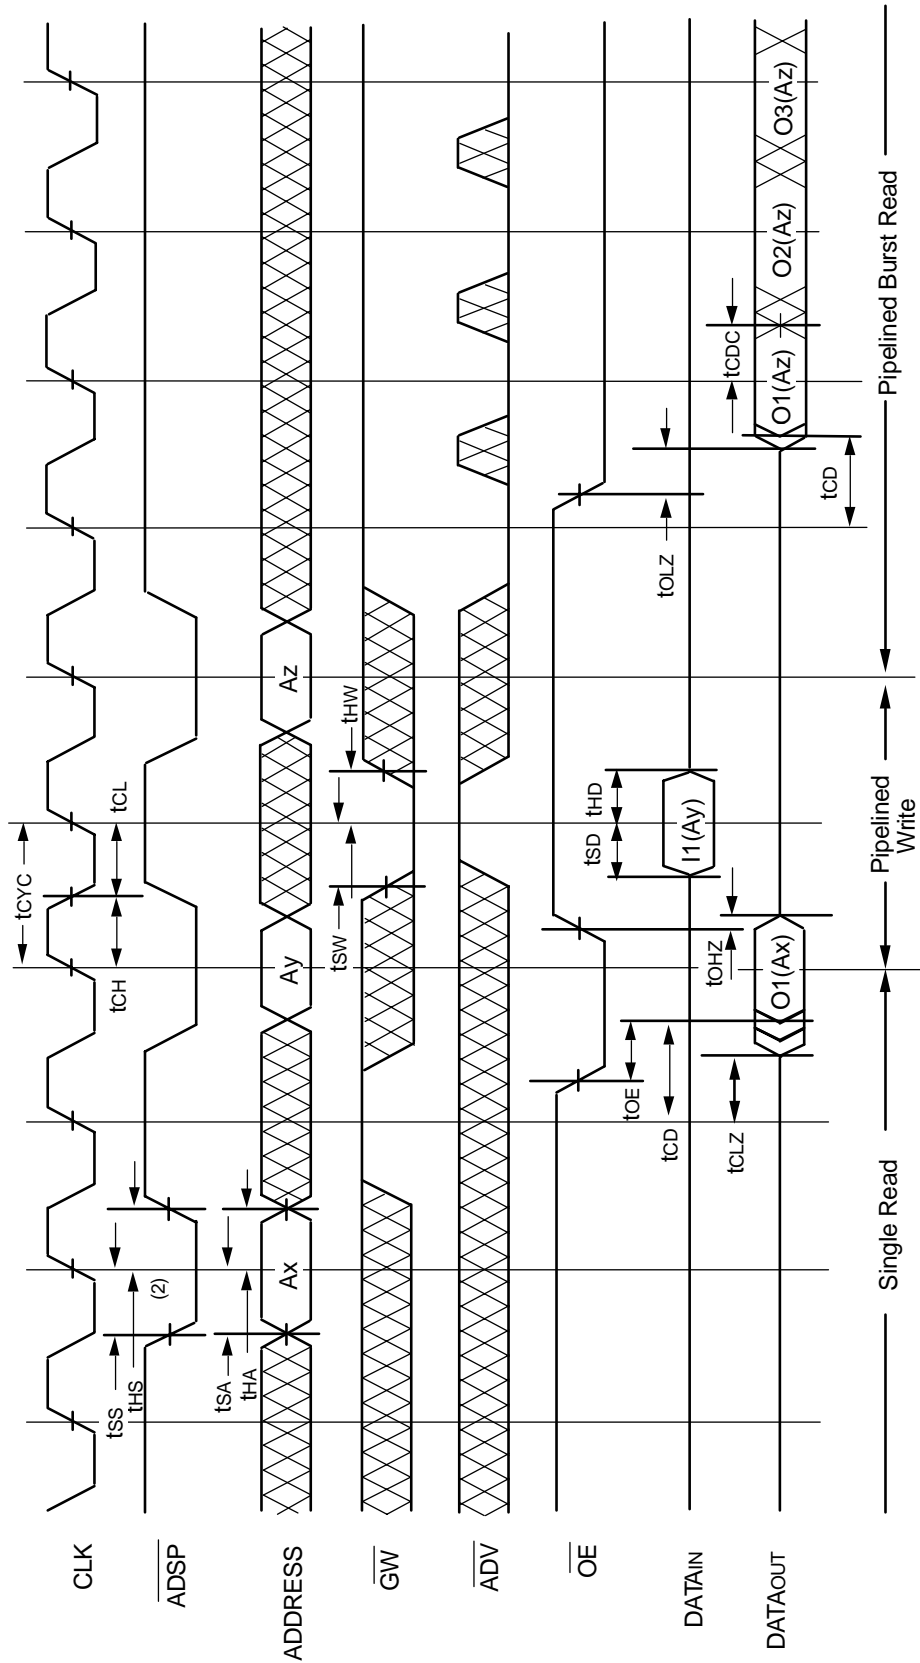 CLK
tCYC
tCH
tCL
tSS
tHS
ADSP
(2)
tSA
tHA
ADDRESS
Ax
Ay
Az
tSW
tHW
GW
ADV
OE
tOE
tOHZ
tOLZ
tSD
tHD
DATAIN
I1(Ay)
tCD
tCLZ
tCDC
DATAOUT
O1(Ax)
O1(Az)
O2(Az)
O3(Az)
tCD
Single Read
Pipelined
Write
Pipelined Burst Read